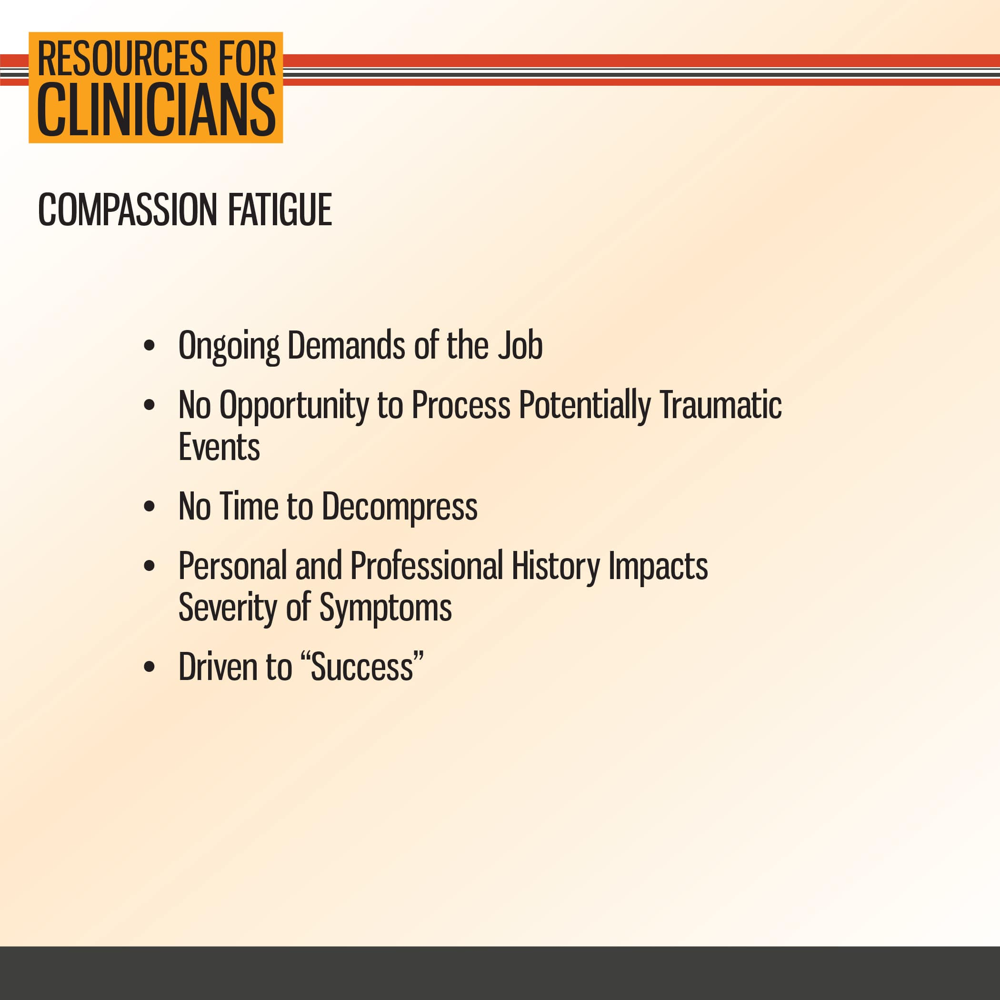 RESOURCES FOR
CLINICIANS
COMPASSION FATIGUE
• Ongoing Demands of the Job
• No Opportunity to Process Potentially Traumatic
Events
• No Time to Decompress
• Personal and Professional History Impacts
Severity of Symptoms
• Driven to “Success”